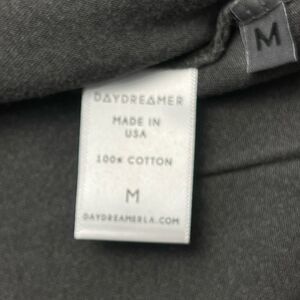 DAYDREAMER
MADE IN
USA
100% COTTON
M
DAYDREAMERLA.COM
M